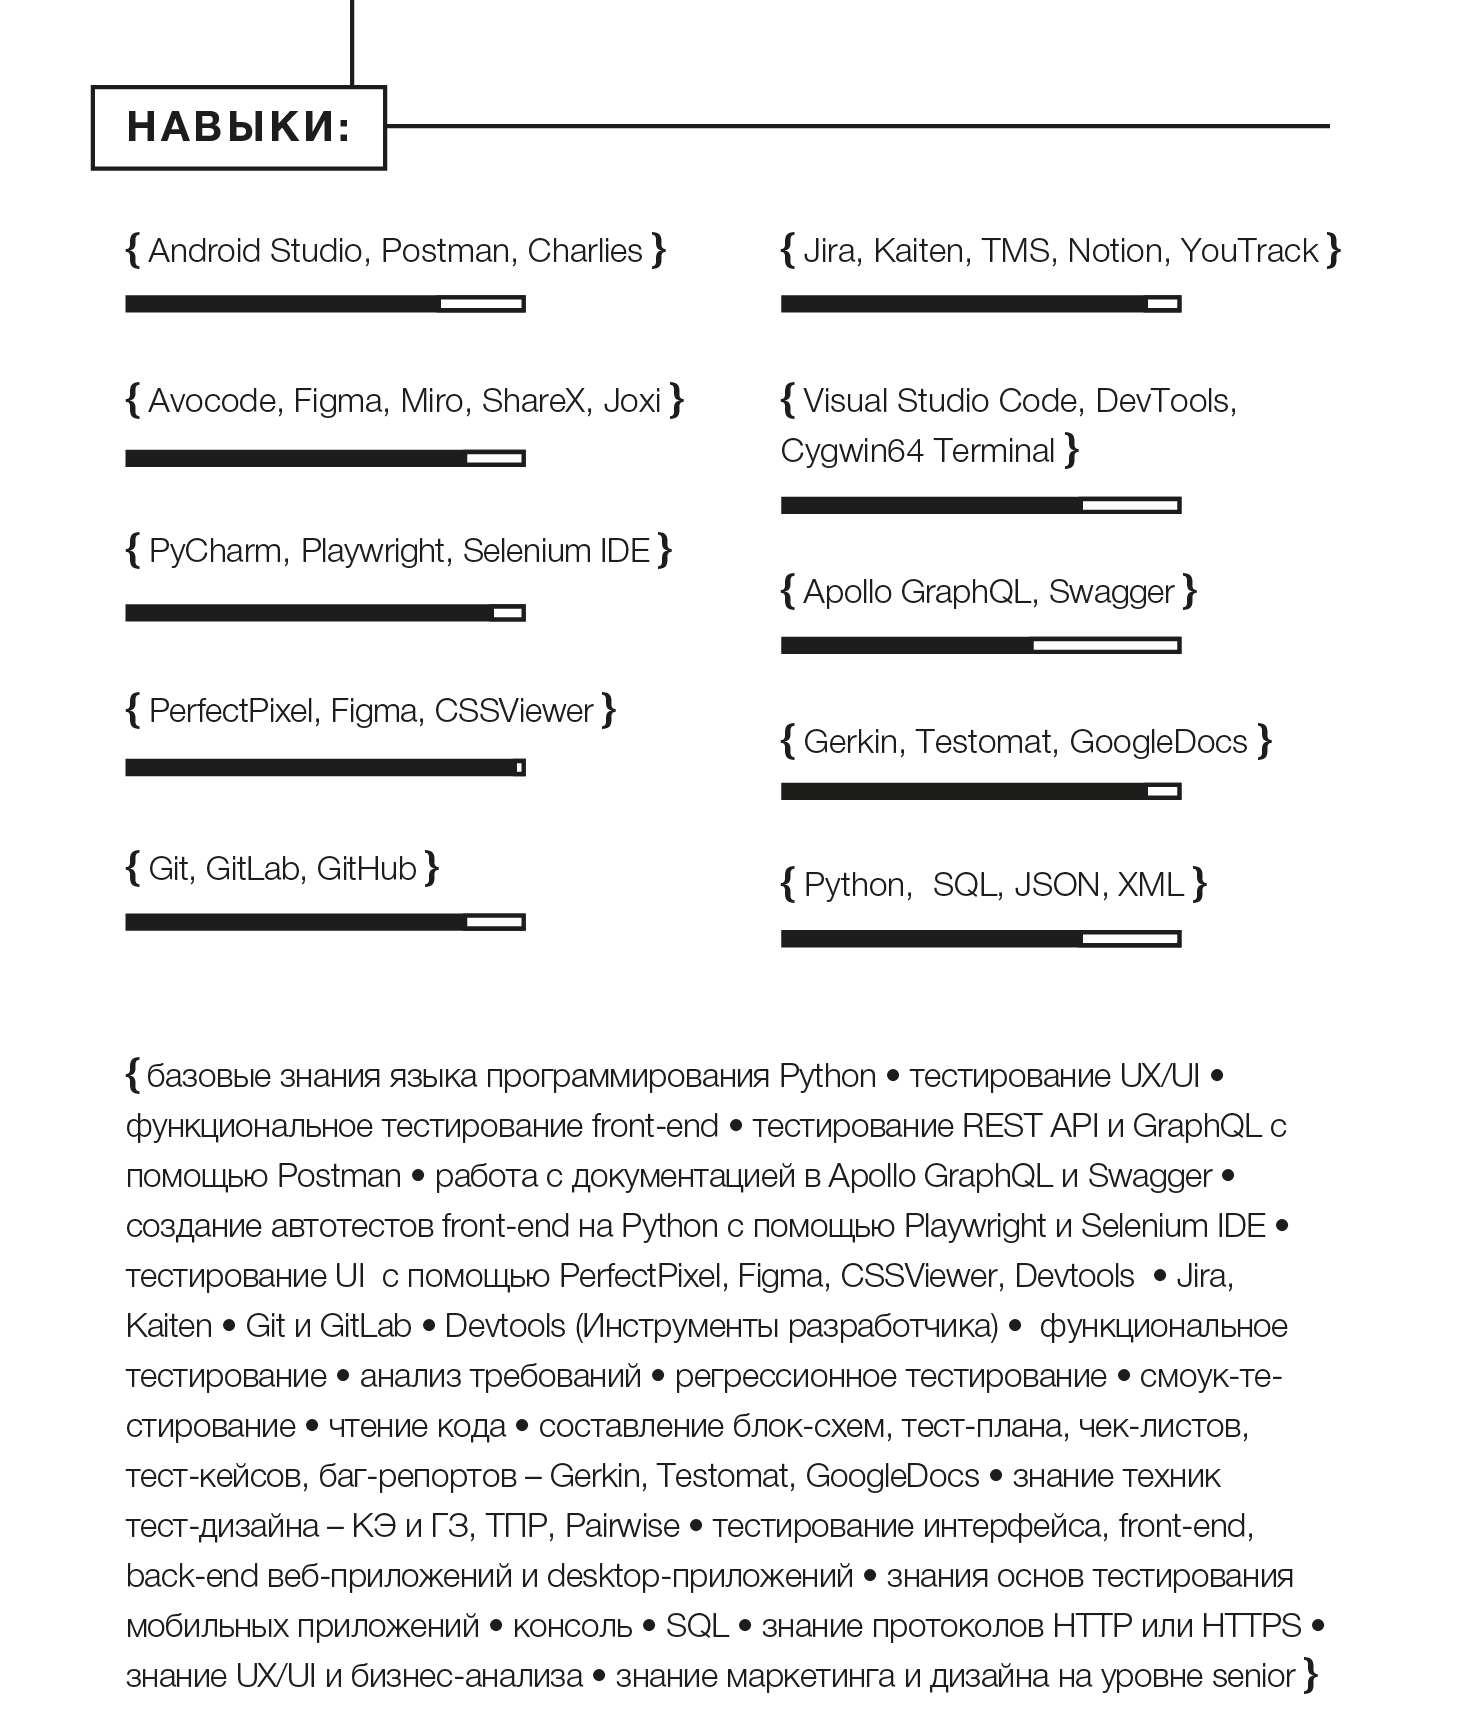 НАВЫКИ:
{ Android Studio, Postman, Charlies }
{ Avocode, Figma, Miro, ShareX, Joxi }
{ PyCharm, Playwright, Selenium IDE }
{ PerfectPixel, Figma, CSSViewer }
{ Git, GitLab, GitHub }
{ Jira, Kaiten, TMS, Notion, YouTrack }
{ Visual Studio Code, DevTools,
Cygwin64 Terminal }
{ Apollo GraphQL, Swagger }
{ Gerkin, Testomat, GoogleDocs }
{ Python,  SQL, JSON, XML }
{ базовые знания языка программирования Python • тестирование UX/UI •
функциональное тестирование front-end • тестирование REST API и GraphQL с
помощью Postman • работа с документацией в Apollo GraphQL и Swagger •
создание автотестов front-end на Python с помощью Playwright и Selenium IDE •
тестирование UI  с помощью PerfectPixel, Figma, CSSViewer, Devtools  • Jira,
Kaiten • Git и GitLab • Devtools (Инструменты разработчика) •  функциональное
тестирование • анализ требований • регрессионное тестирование • смоук-те-
стирование • чтение кода • составление блок-схем, тест-плана, чек-листов,
тест-кейсов, баг-репортов – Gerkin, Testomat, GoogleDocs • знание техник
тест-дизайна – КЭ и ГЗ, ТПР, Pairwise • тестирование интерфейса, front-end,
back-end веб-приложений и desktop-приложений • знания основ тестирования
мобильных приложений • консоль • SQL • знание протоколов HTTP или HTTPS •
знание UX/UI и бизнес-анализа • знание маркетинга и дизайна на уровне senior }